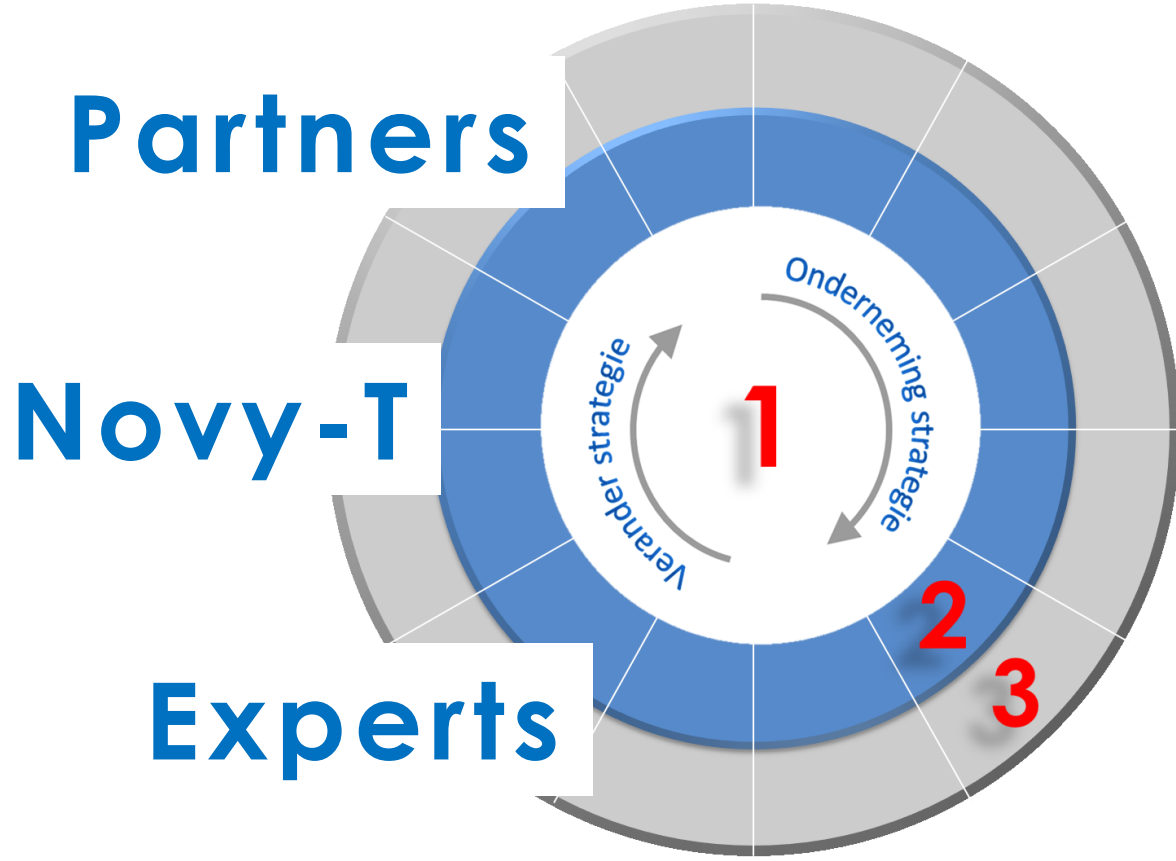 Partners
Novy-T
Experts
Onderneming strategie
Verander strategie
1
2
3